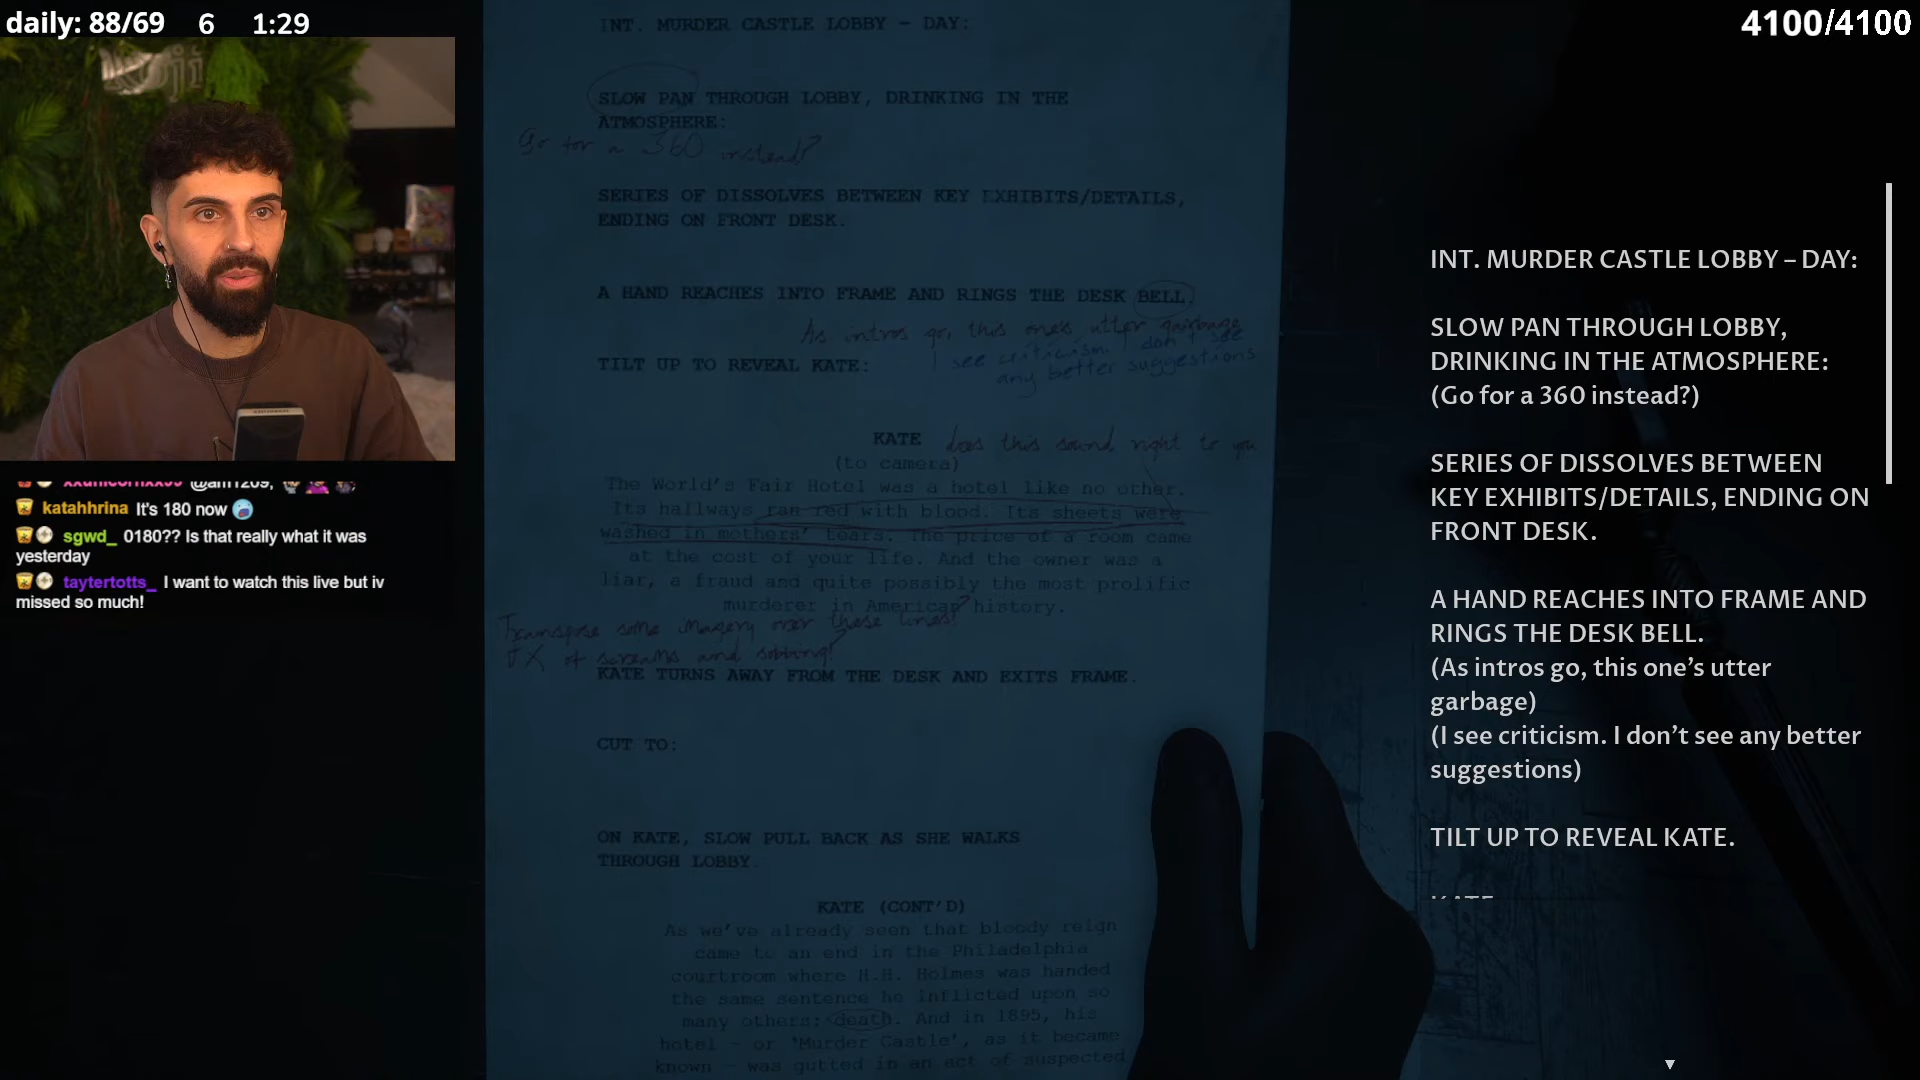 daily: 88/69 6 1:29
4100/4100
Koji
katahhrina It's 180 now
sgwd_ 0180?? Is that really what it was
yesterday
taytertotts_ I want to watch this live but iv
missed so much!
INT. MURDER CASTLE LOBBY - DAY:
SLOW PAN THROUGH LOBBY, DRINKING IN THE
ATMOSPHERE:
Go for a 360 instead?
SERIES OF DISSOLVES BETWEEN KEY EXHIBITS/DETAILS,
ENDING ON FRONT DESK.
A HAND REACHES INTO FRAME AND RINGS THE DESK BELL.
As intros go, this one's utter garbage
I see criticism. I don't see
any better suggestions
TILT UP TO REVEAL KATE:
KATE does this sound right to you
(to camera)
The World's Fair Hotel was a hotel like no other.
Its hallways ran red with blood. Its sheets were
washed in mothers' tears. The price of a room came
at the cost of your life. And the owner was a
liar, a fraud and quite possibly the most prolific
murderer in American history.
Transpose some imagery over these lines?
FX of screams and sobbing?
KATE TURNS AWAY FROM THE DESK AND EXITS FRAME.
CUT TO:
ON KATE, SLOW PULL BACK AS SHE WALKS
THROUGH LOBBY.
KATE (CONT'D)
As we've already seen that bloody reign
came to an end in the Philadelphia
courtroom where H.H. Holmes was handed
the same sentence he inflicted upon so
many others: death. And in 1895, his
hotel - or 'Murder Castle', as it became
known - was gutted in an act of suspected
INT. MURDER CASTLE LOBBY – DAY:
SLOW PAN THROUGH LOBBY,
DRINKING IN THE ATMOSPHERE:
(Go for a 360 instead?)
SERIES OF DISSOLVES BETWEEN
KEY EXHIBITS/DETAILS, ENDING ON
FRONT DESK.
A HAND REACHES INTO FRAME AND
RINGS THE DESK BELL.
(As intros go, this one's utter
garbage)
(I see criticism. I don't see any better
suggestions)
TILT UP TO REVEAL KATE.